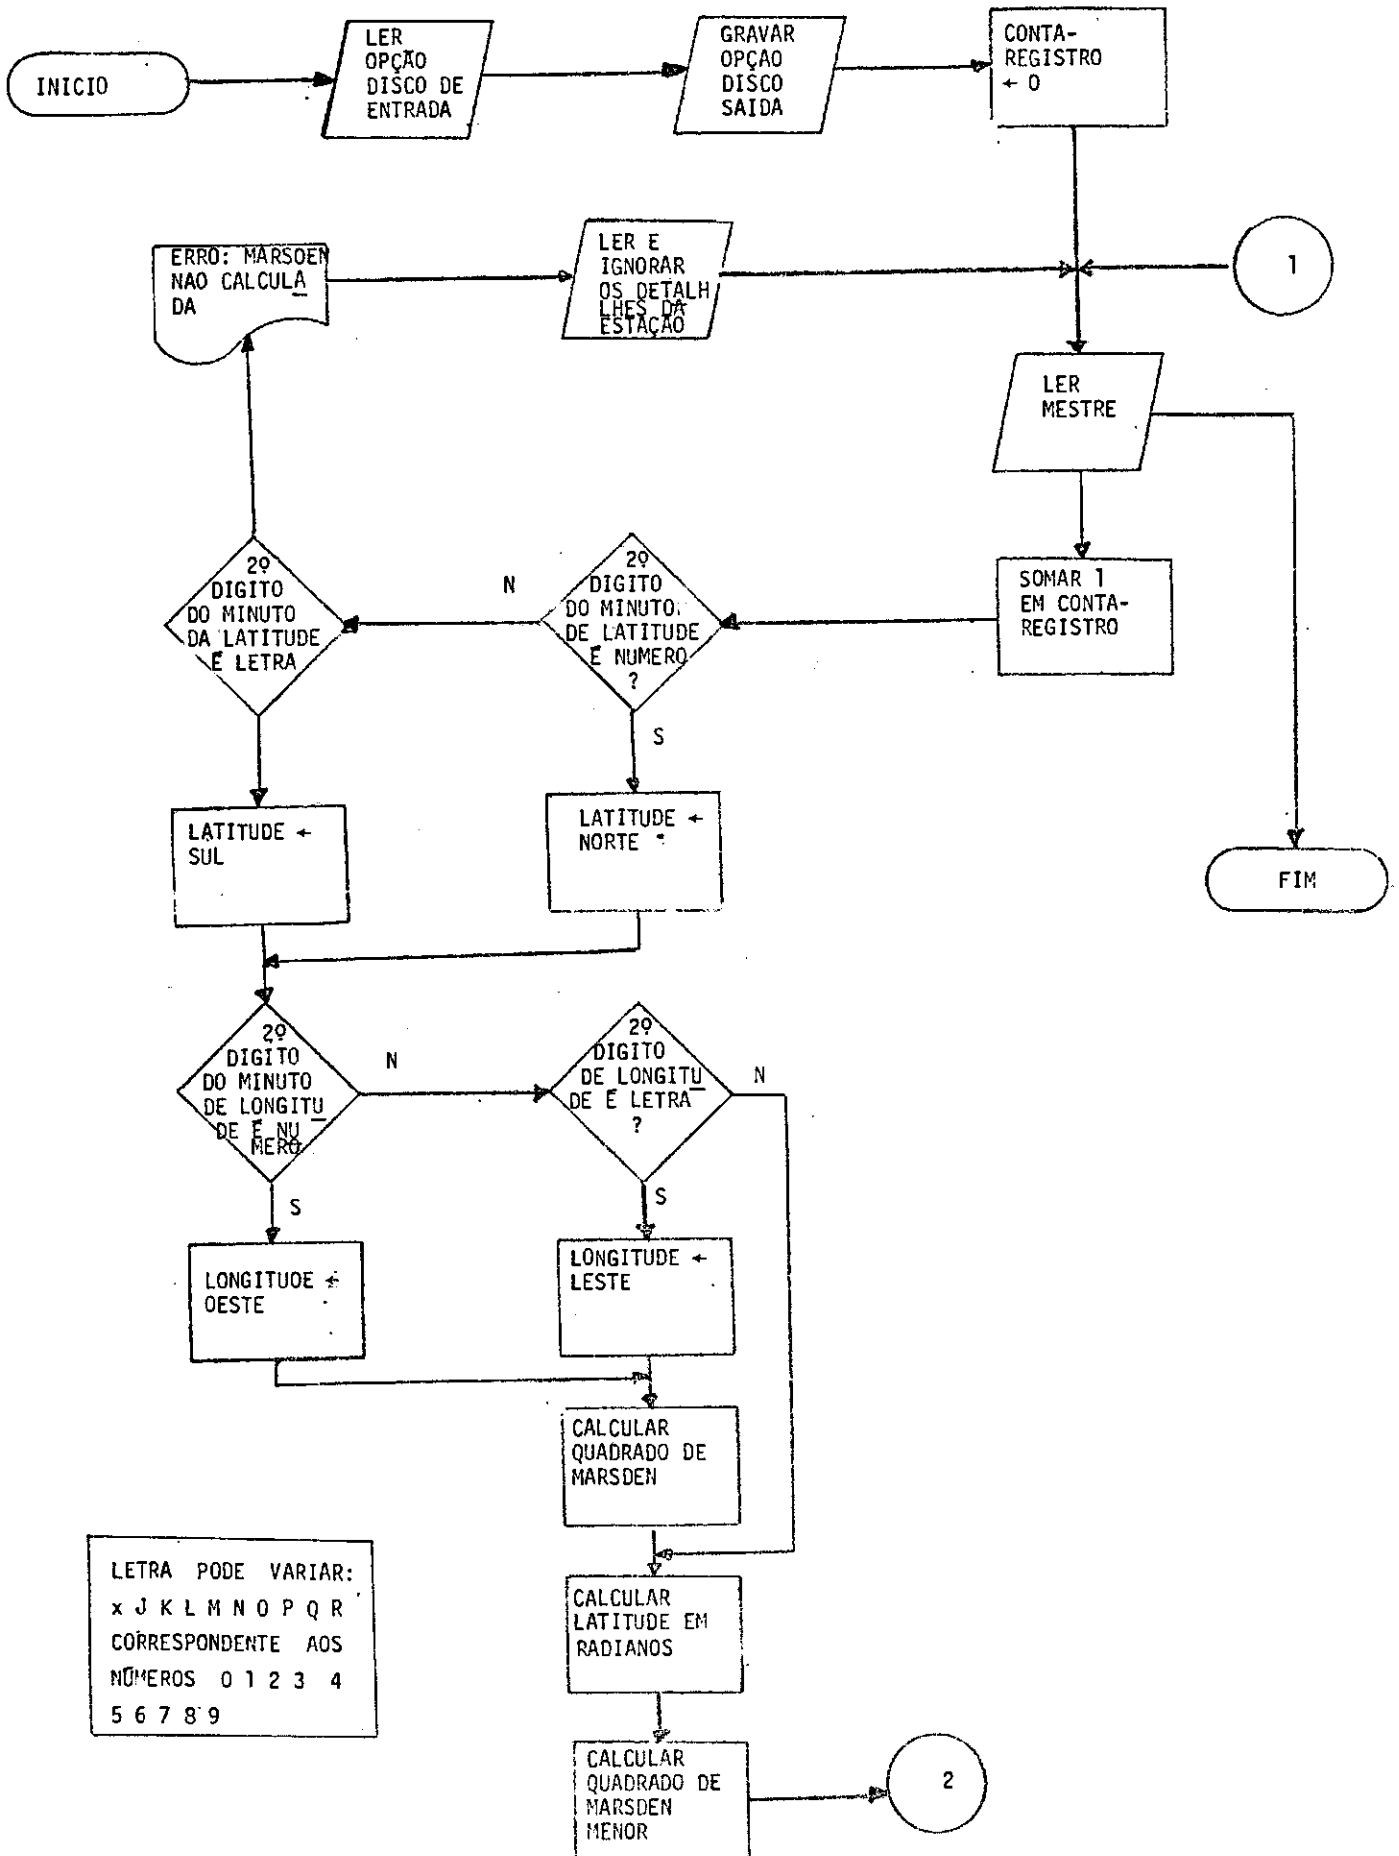 INICIO
LER
OPÇÃO
DISCO DE
ENTRADA
GRAVAR
OPÇAO
DISCO
SAIDA
CONTA-
REGISTRO
← 0
ERRO: MARSDEN
NAO CALCULA
DA
LER E
IGNORAR
OS DETALH
LHES DA
ESTAÇÃO
1
LER
MESTRE
2º
DIGITO
DO MINUTO
DA LATITUDE
É LETRA
N
2º
DIGITO
DO MINUTO
DE LATITUDE
É NUMERO
?
S
SOMAR 1
EM CONTA-
REGISTRO
LATITUDE ←
SUL
LATITUDE ←
NORTE
FIM
2º
DIGITO
DO MINUTO
DE LONGITU
DE É NU
MERO
N
2º
DIGITO
DE LONGITU
DE É LETRA
?
N
S
S
LONGITUDE ←
OESTE
LONGITUDE ←
LESTE
CALCULAR
QUADRADO DE
MARSDEN
LETRA PODE VARIAR:
x J K L M N O P Q R
CORRESPONDENTE AOS
NÚMEROS 0 1 2 3 4
5 6 7 8 9
CALCULAR
LATITUDE EM
RADIANOS
CALCULAR
QUADRADO DE
MARSDEN
MENOR
2